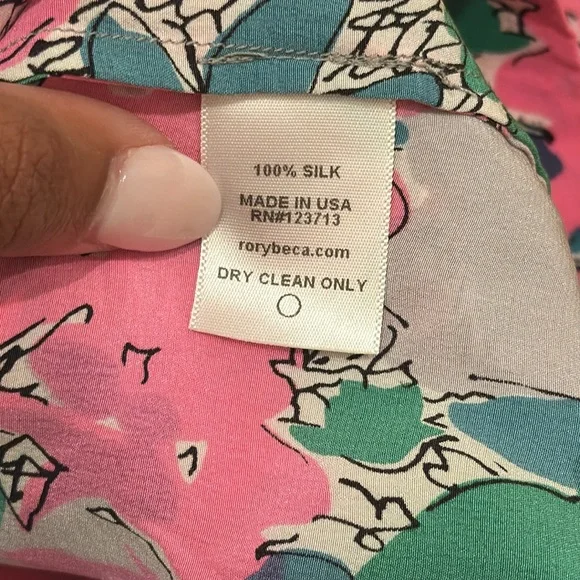 100% SILK
MADE IN USA
RN#123713
rorybeca.com
DRY CLEAN ONLY